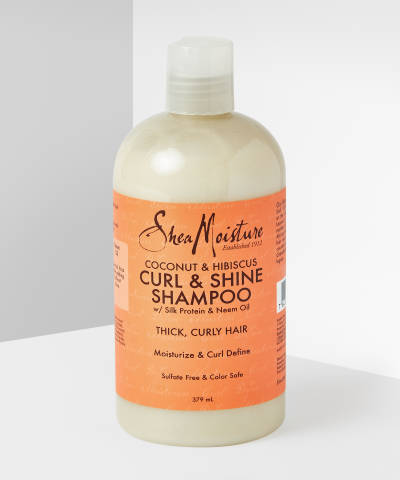 SheaMoisture
Established 1912
COCONUT & HIBISCUS
CURL & SHINE
SHAMPOO
w/ Silk Protein & Neem Oil
THICK, CURLY HAIR
Moisturize & Curl Define
Sulfate Free & Color Safe
379 mL